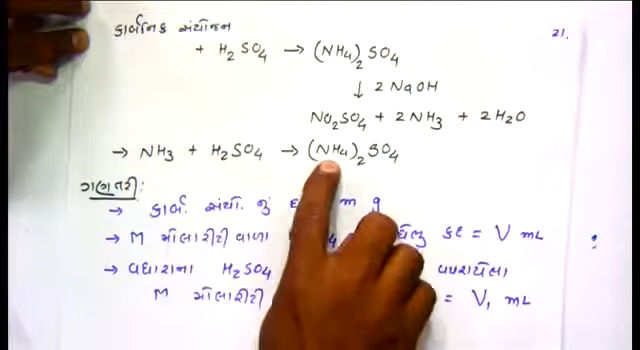 કાર્બનિક સંયોજન 21.
+ H₂SO₄ → (NH₄)₂SO₄
↓ 2 NaOH
Na₂SO₄ + 2NH₃ + 2H₂O
→ NH₃ + H₂SO₄ → (NH₄)₂SO₄
ગણતરી:
→ કાર્બ. સંયો. નું m g
→ M મોલારીટી વાળા કદ = V mL
→ વધારાના H₂SO₄ વપરાયેલા
M મોલારીટી = V₁ mL